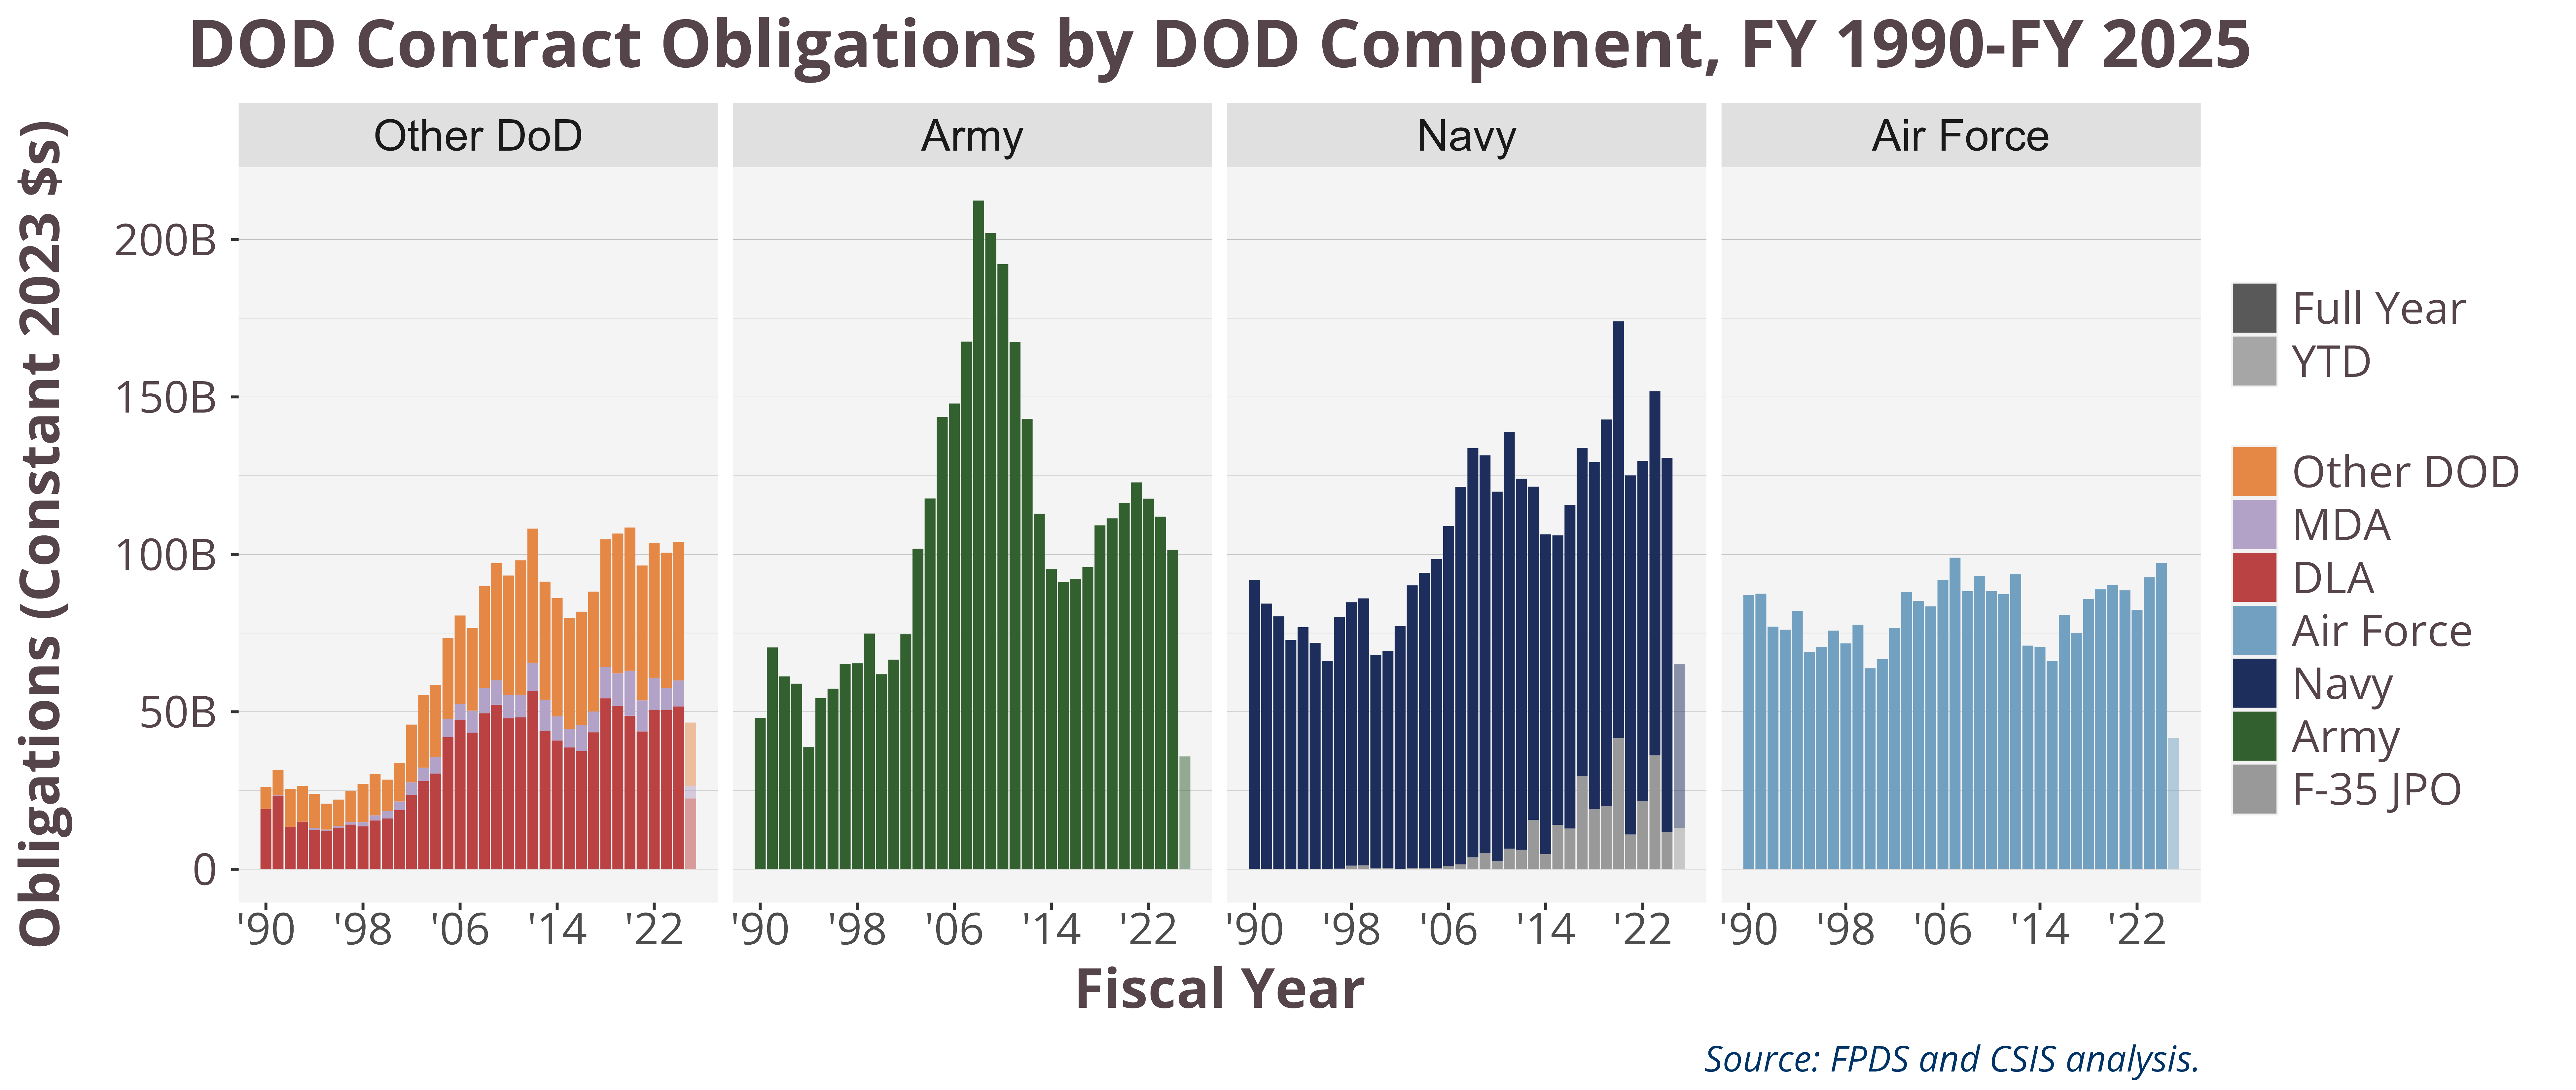 DOD Contract Obligations by DOD Component, FY 1990-FY 2025
Obligations (Constant 2023 $s)
Other DoD
Army
Navy
Air Force
200B
150B
100B
50B
0
'90 '98 '06 '14 '22
'90 '98 '06 '14 '22
'90 '98 '06 '14 '22
'90 '98 '06 '14 '22
Fiscal Year
Full Year
YTD
Other DOD
MDA
DLA
Air Force
Navy
Army
F-35 JPO
Source: FPDS and CSIS analysis.